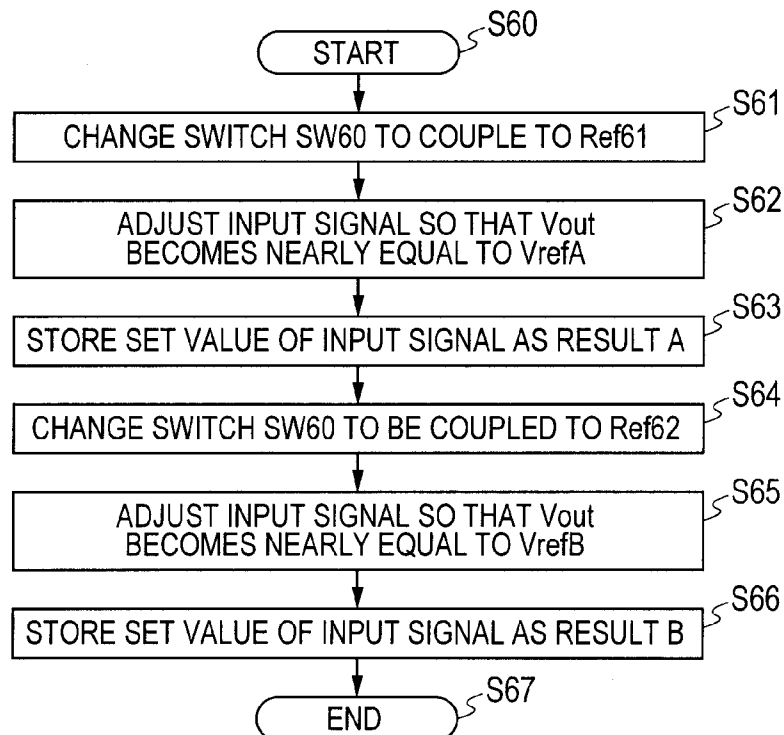 S60
START
S61
CHANGE SWITCH SW60 TO COUPLE TO Ref61
S62
ADJUST INPUT SIGNAL SO THAT Vout
BECOMES NEARLY EQUAL TO VrefA
S63
STORE SET VALUE OF INPUT SIGNAL AS RESULT A
S64
CHANGE SWITCH SW60 TO BE COUPLED TO Ref62
S65
ADJUST INPUT SIGNAL SO THAT Vout
BECOMES NEARLY EQUAL TO VrefB
S66
STORE SET VALUE OF INPUT SIGNAL AS RESULT B
S67
END